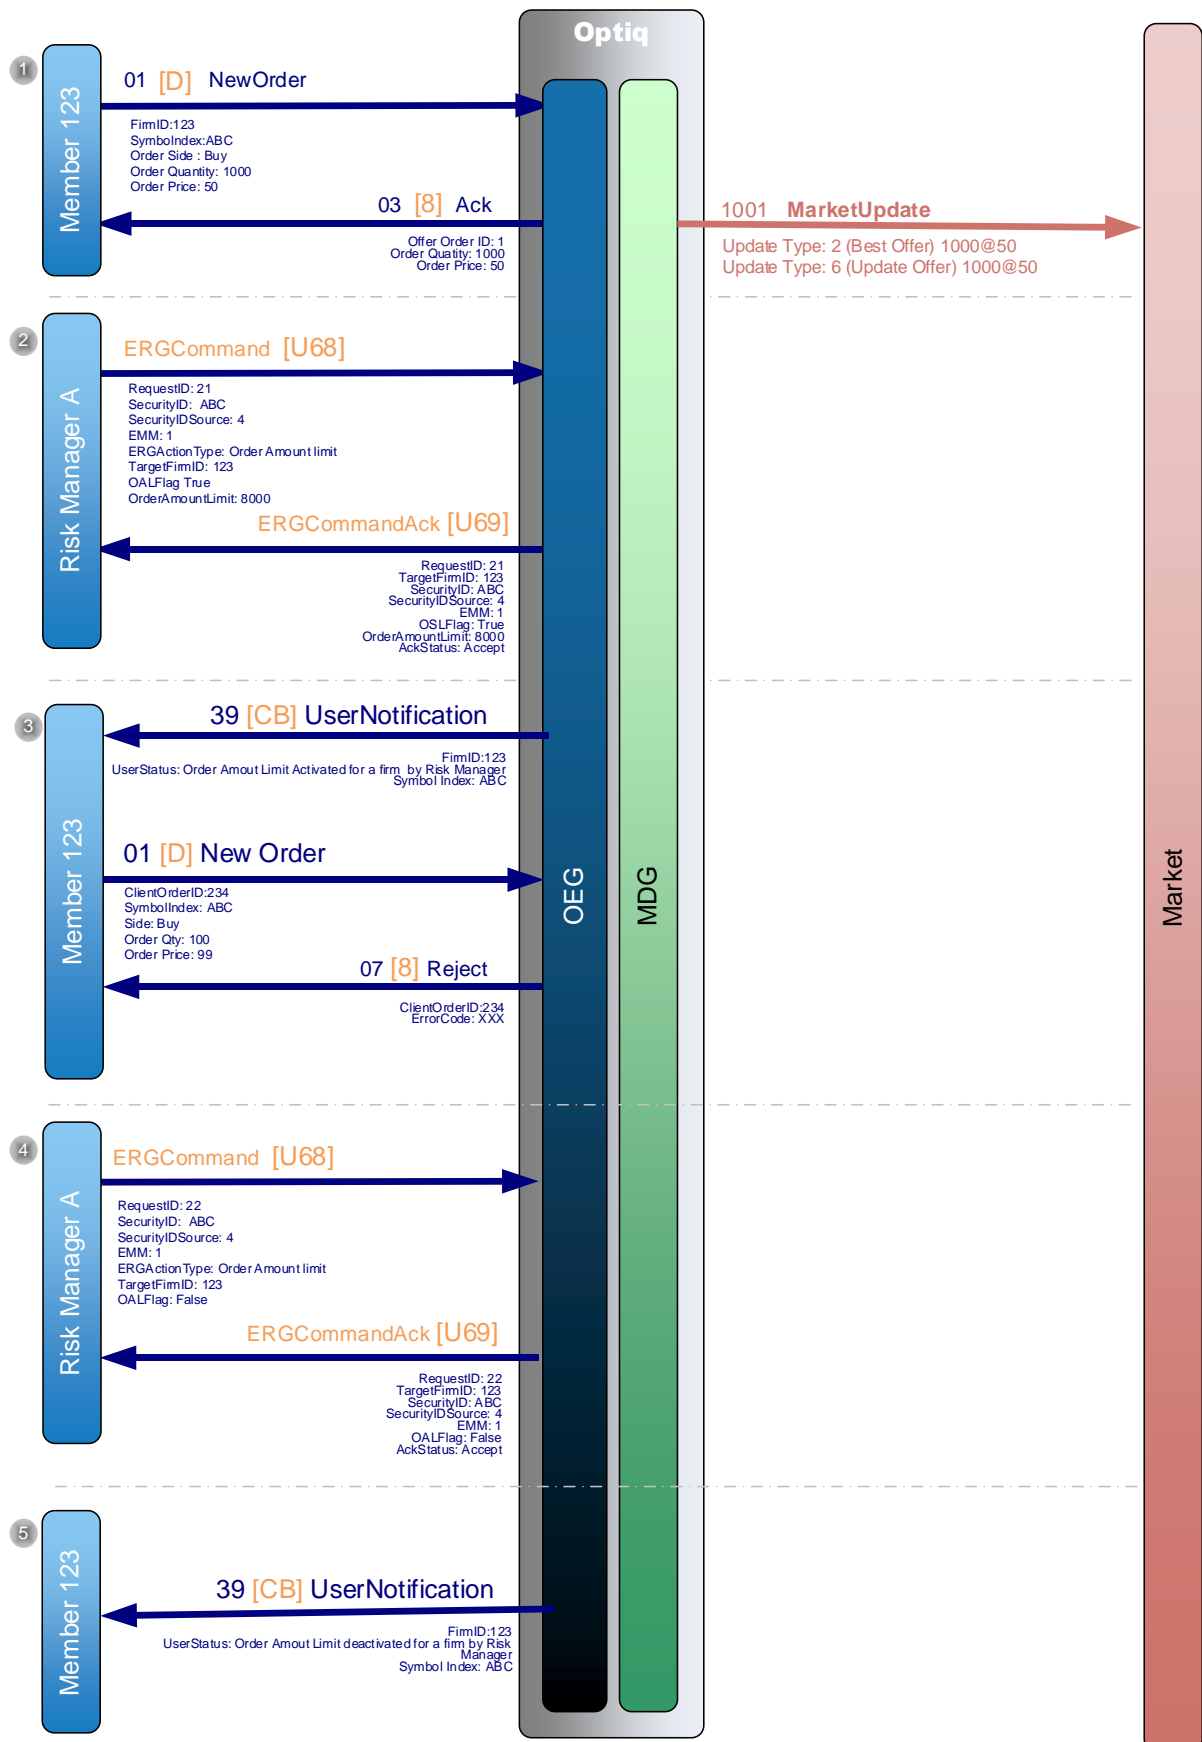 Optiq
1
Member 123
01 [D] NewOrder
FirmID:123
SymbolIndex:ABC
Order Side : Buy
Order Quantity: 1000
Order Price: 50
03 [8] Ack
Offer Order ID: 1
Order Quatity: 1000
Order Price: 50
1001 MarketUpdate
Update Type: 2 (Best Offer) 1000@50
Update Type: 6 (Update Offer) 1000@50
2
Risk Manager A
ERGCommand [U68]
RequestID: 21
SecurityID: ABC
SecurityIDSource: 4
EMM: 1
ERGActionType: Order Amount limit
TargetFirmID: 123
OALFlag True
OrderAmountLimit: 8000
ERGCommandAck [U69]
RequestID: 21
TargetFirmID: 123
SecurityID: ABC
SecurityIDSource: 4
EMM: 1
OSLFlag: True
OrderAmountLimit: 8000
AckStatus: Accept
3
Member 123
39 [CB] UserNotification
FirmID:123
UserStatus: Order Amout Limit Activated for a firm by Risk Manager
Symbol Index: ABC
01 [D] New Order
ClientOrderID:234
SymbolIndex: ABC
Side: Buy
Order Qty: 100
Order Price: 99
07 [8] Reject
ClientOrderID:234
ErrorCode: XXX
OEG
MDG
Market
4
Risk Manager A
ERGCommand [U68]
RequestID: 22
SecurityID: ABC
SecurityIDSource: 4
EMM: 1
ERGActionType: Order Amount limit
TargetFirmID: 123
OALFlag: False
ERGCommandAck [U69]
RequestID: 22
TargetFirmID: 123
SecurityID: ABC
SecurityIDSource: 4
EMM: 1
OALFlag: False
AckStatus: Accept
5
Member 123
39 [CB] UserNotification
FirmID:123
UserStatus: Order Amout Limit deactivated for a firm by Risk
Manager
Symbol Index: ABC